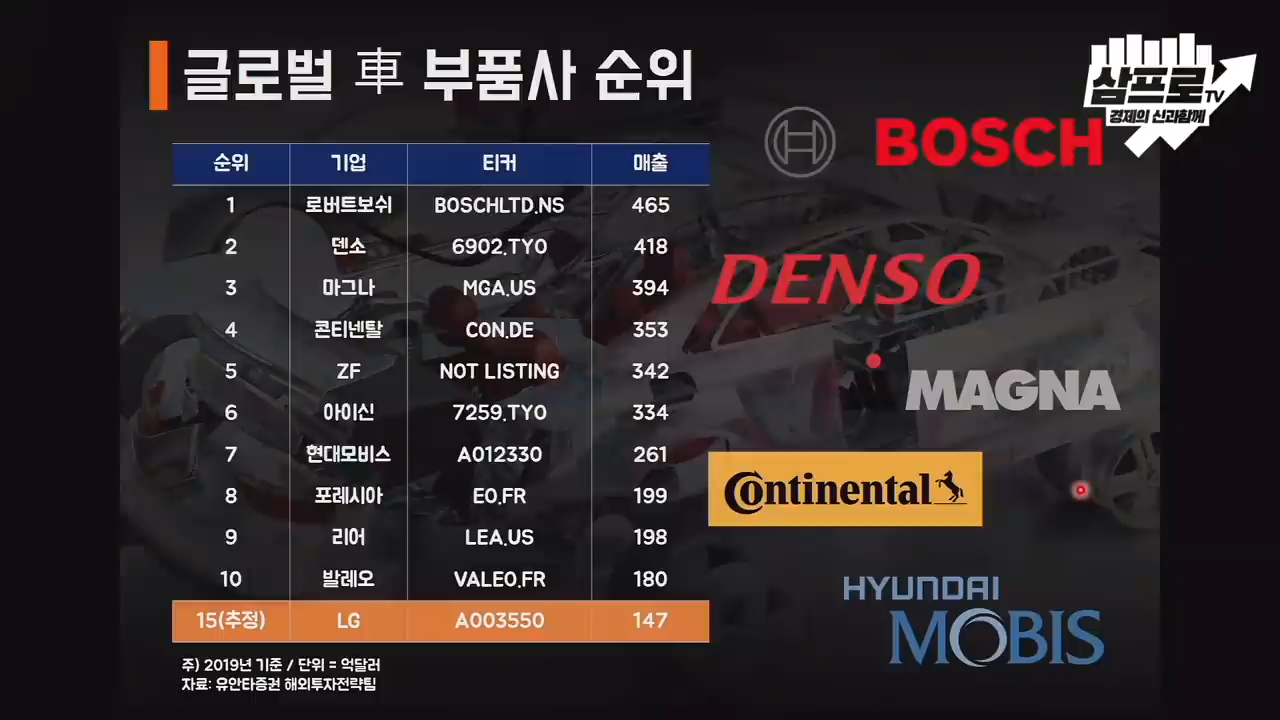 글로벌 車 부품사 순위
삼프로TV
경제의 신과함께
BOSCH
순위 기업 티커 매출
1 로버트보쉬 BOSCHLTD.NS 465
2 덴소 6902.TYO 418
3 마그나 MGA.US 394
4 콘티넨탈 CON.DE 353
5 ZF NOT LISTING 342
6 아이신 7259.TYO 334
7 현대모비스 A012330 261
8 포레시아 EO.FR 199
9 리어 LEA.US 198
10 발레오 VALEO.FR 180
15(추정) LG A003550 147
DENSO
MAGNA
Continental
HYUNDAI
MOBIS
주) 2019년 기준 / 단위 = 억달러
자료: 유안타증권 해외투자전략팀